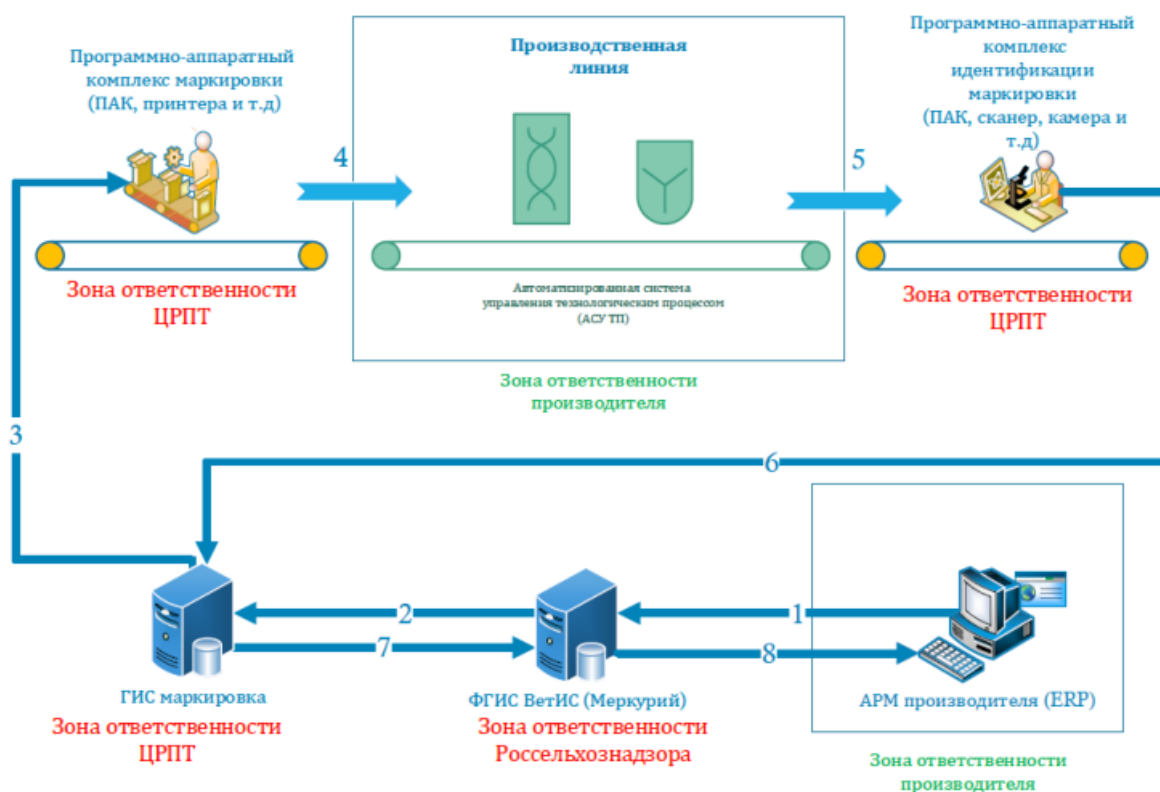 Программно-аппаратный
комплекс маркировки
(ПАК, принтера и т.д)
4
Производственная
линия
5
Программно-аппаратный
комплекс
идентификации
маркировки
(ПАК, сканер, камера и
т.д)
Зона ответственности
ЦРПТ
Автоматизированная система
управления технологическим процессом
(АСУ ТП)
Зона ответственности
ЦРПТ
Зона ответственности
производителя
3
6
2
1
7
8
ГИС маркировка
Зона ответственности
ЦРПТ
ФГИС ВетИС (Меркурий)
Зона ответственности
Россельхознадзора
АРМ производителя (ERP)
Зона ответственности
производителя